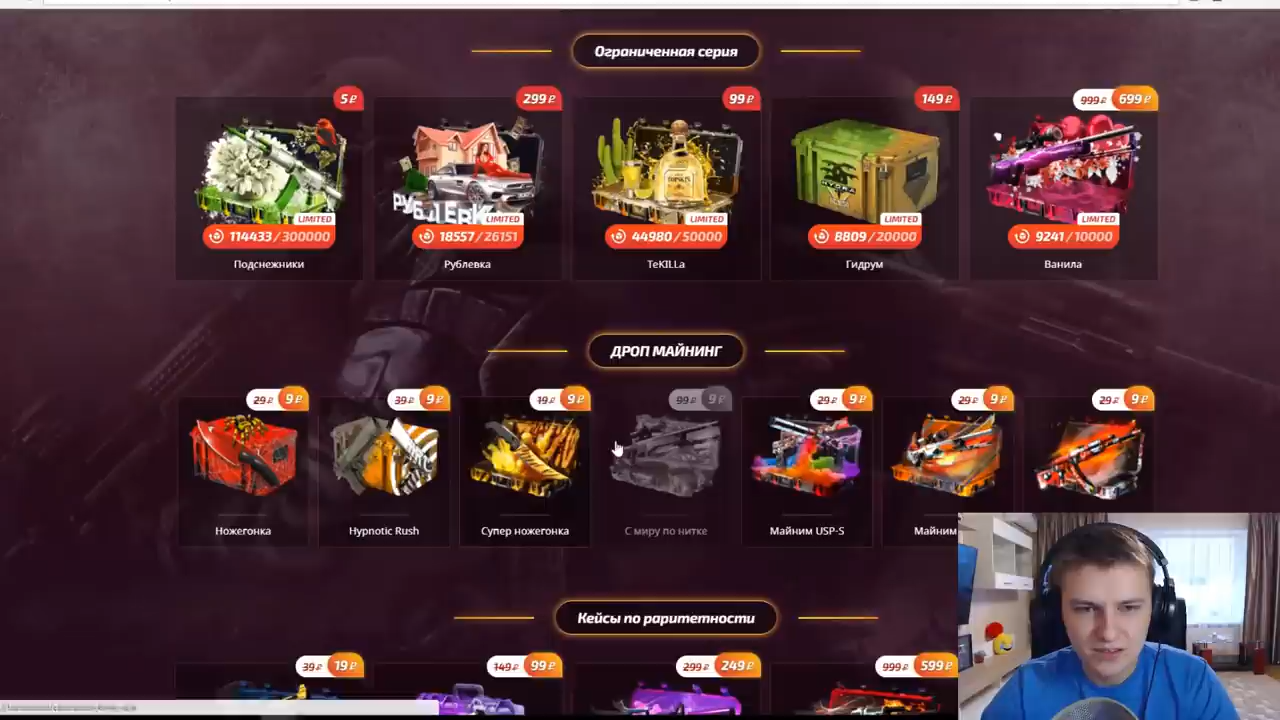 Ограниченная серия
5₽
299₽
99₽
149₽
999₽ 699₽
LIMITED
LIMITED
LIMITED
LIMITED
LIMITED
114433/300000
18557/26151
44980/50000
8809/20000
9241/10000
Подснежники
Рублевка
TeKILLa
Гидрум
Ванила
ДРОП МАЙНИНГ
29₽ 9₽
39₽ 9₽
19₽ 9₽
99₽ 9₽
29₽ 9₽
29₽ 9₽
29₽ 9₽
Ножегонка
Hypnotic Rush
Супер ножегонка
С миру по нитке
Майним USP-S
Майним
Кейсы по раритетности
39₽ 19₽
149₽ 99₽
299₽ 249₽
999₽ 599₽